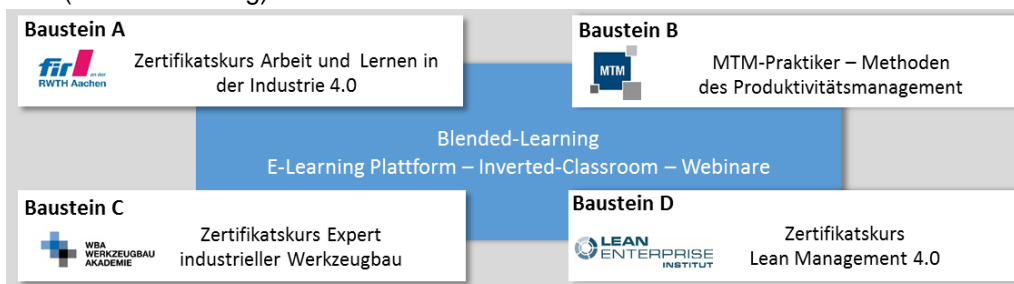 Baustein A
fir an der
RWTH Aachen
Zertifikatskurs Arbeit und Lernen in
der Industrie 4.0
Baustein B
MTM
MTM-Praktiker – Methoden
des Produktivitätsmanagement
Blended-Learning
E-Learning Plattform – Inverted-Classroom – Webinare
Baustein C
WBA
WERKZEUGBAU
AKADEMIE
Zertifikatskurs Expert
industrieller Werkzeugbau
Baustein D
LEAN
ENTERPRISE
INSTITUT
Zertifikatskurs
Lean Management 4.0